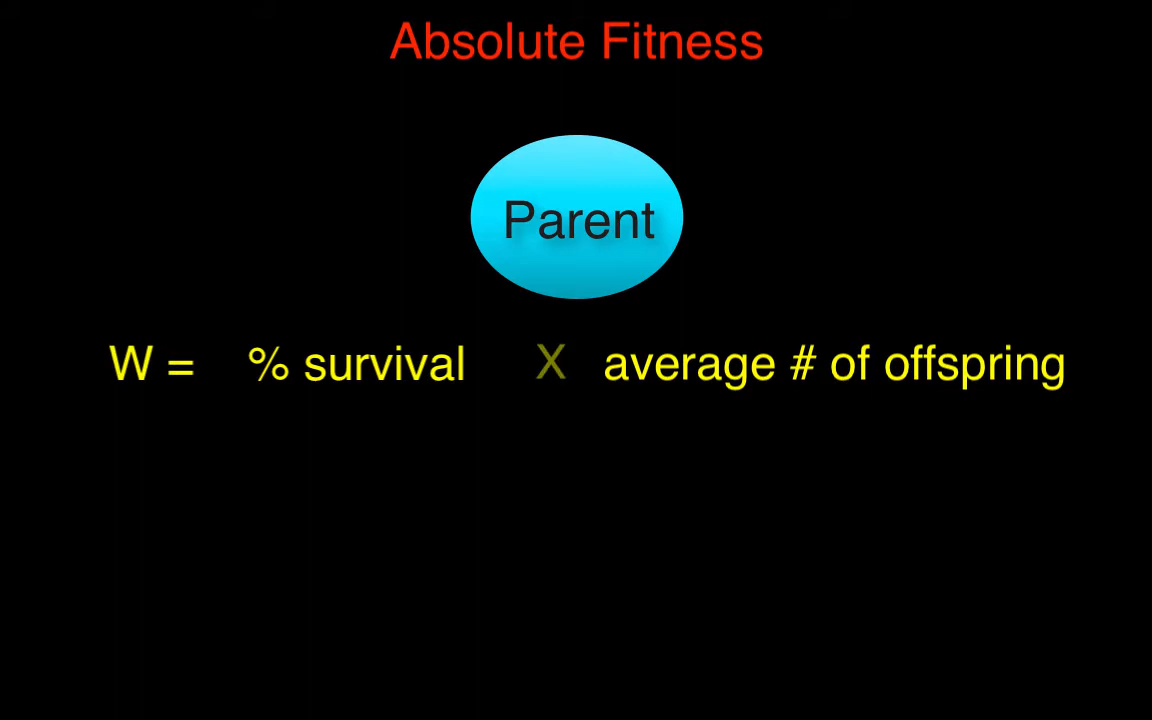 Absolute Fitness
Parent
W = % survival X average # of offspring